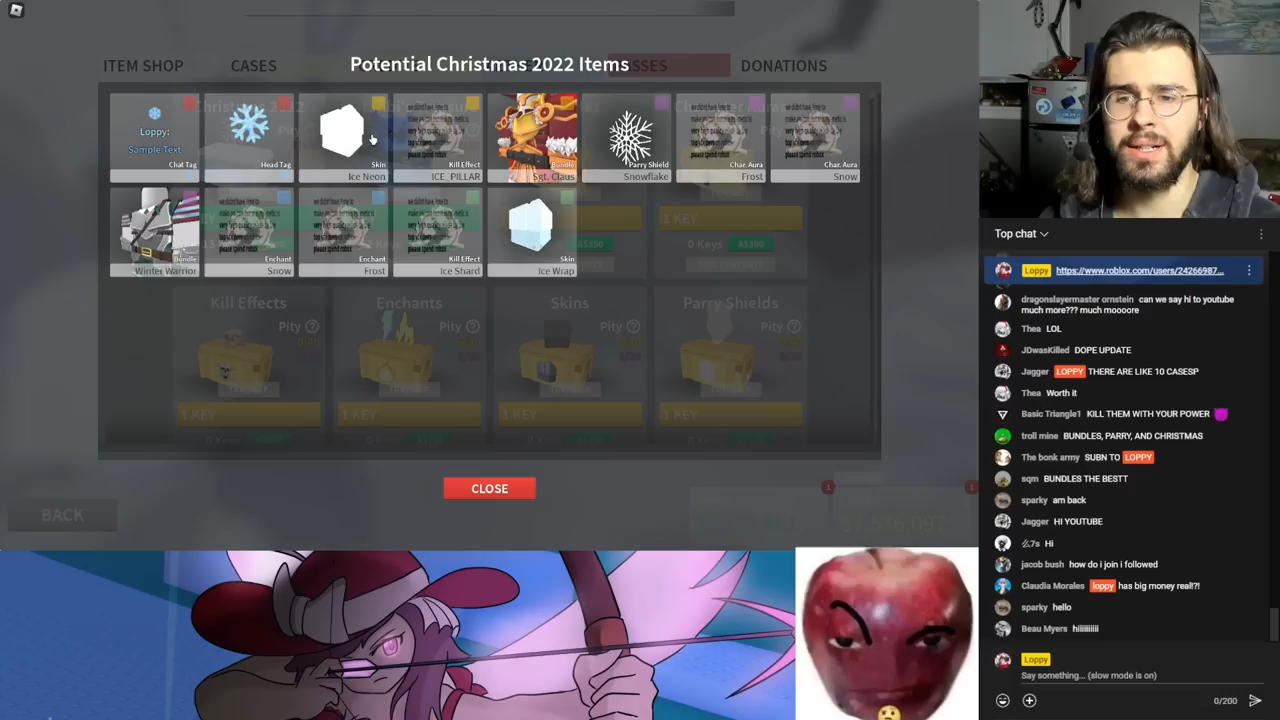 Potential Christmas 2022 Items
ITEM SHOP
CASES
DONATIONS
Loppy:
Sample Text
Chat Tag
Head Tag
Skin
Ice Neon
Kill Effect
ICE_PILLAR
Bundle
Sgt. Claus
Parry Shield
Snowflake
Char. Aura
Frost
Char. Aura
Snow
Bundle
Winter Warrior
Enchant
Snow
Enchant
Frost
Kill Effect
Ice Shard
Skin
Ice Wrap
1 KEY
0 Keys
Kill Effects
Enchants
Skins
Parry Shields
Pity
Pity
Pity
Pity
1 KEY
1 KEY
1 KEY
1 KEY
CLOSE
BACK
Top chat
Loppy https://www.roblox.com/users/24266987...
dragonslayermaster ornstein can we say hi to youtube
much more??? much moooore
Thea LOL
JDwasKilled DOPE UPDATE
Jagger LOPPY THERE ARE LIKE 10 CASESP
Thea Worth it
Basic Triangle1 KILL THEM WITH YOUR POWER
troll mine BUNDLES, PARRY, AND CHRISTMAS
The bonk army SUBN TO LOPPY
sqm BUNDLES THE BESTT
sparky am back
Jagger HI YOUTUBE
么7s Hi
jacob bush how do i join i followed
Claudia Morales loppy has big money real!?!
sparky hello
Beau Myers hiiiiiiiiii
Loppy
Say something... (slow mode is on)
0/200